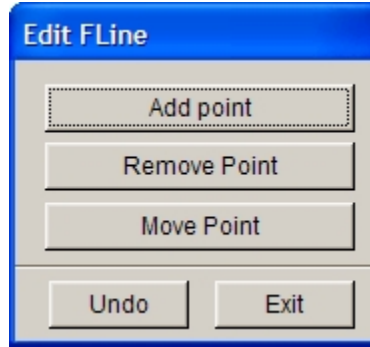 Edit FLine
Add point
Remove Point
Move Point
Undo Exit